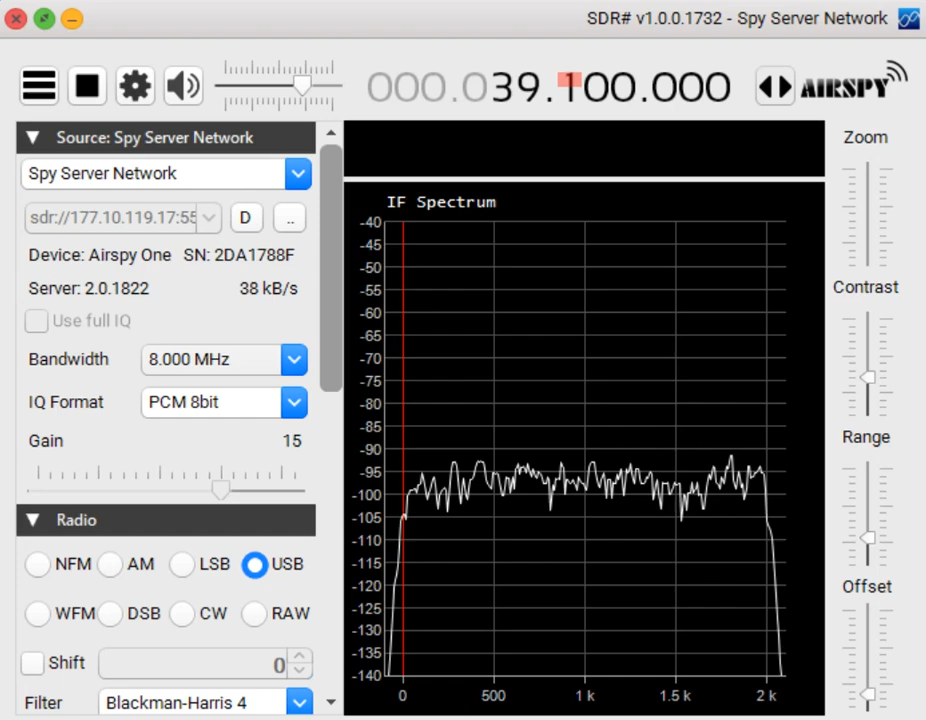 SDR# v1.0.0.1732 - Spy Server Network
000.039.100.000
AIRSPY
Source: Spy Server Network
Spy Server Network
sdr://177.10.119.17:55
D
..
Device: Airspy One SN: 2DA1788F
Server: 2.0.1822 38 kB/s
Use full IQ
Bandwidth 8.000 MHz
IQ Format PCM 8bit
Gain 15
Radio
NFM AM LSB USB
WFM DSB CW RAW
Shift 0
Filter Blackman-Harris 4
IF Spectrum
-40
-45
-50
-55
-60
-65
-70
-75
-80
-85
-90
-95
-100
-105
-110
-115
-120
-125
-130
-135
-140
0 500 1 k 1.5 k 2 k
Zoom
Contrast
Range
Offset